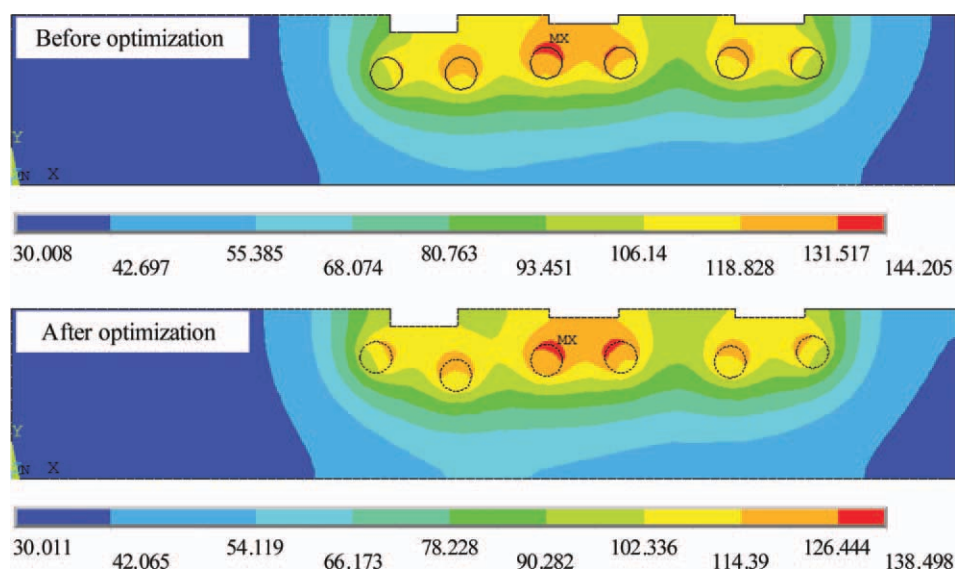 Before optimization
MX
Y
N X
30.008 55.385 80.763 106.14 131.517
42.697 68.074 93.451 118.828 144.205
After optimization
MX
Y
N X
30.011 54.119 78.228 102.336 126.444
42.065 66.173 90.282 114.39 138.498